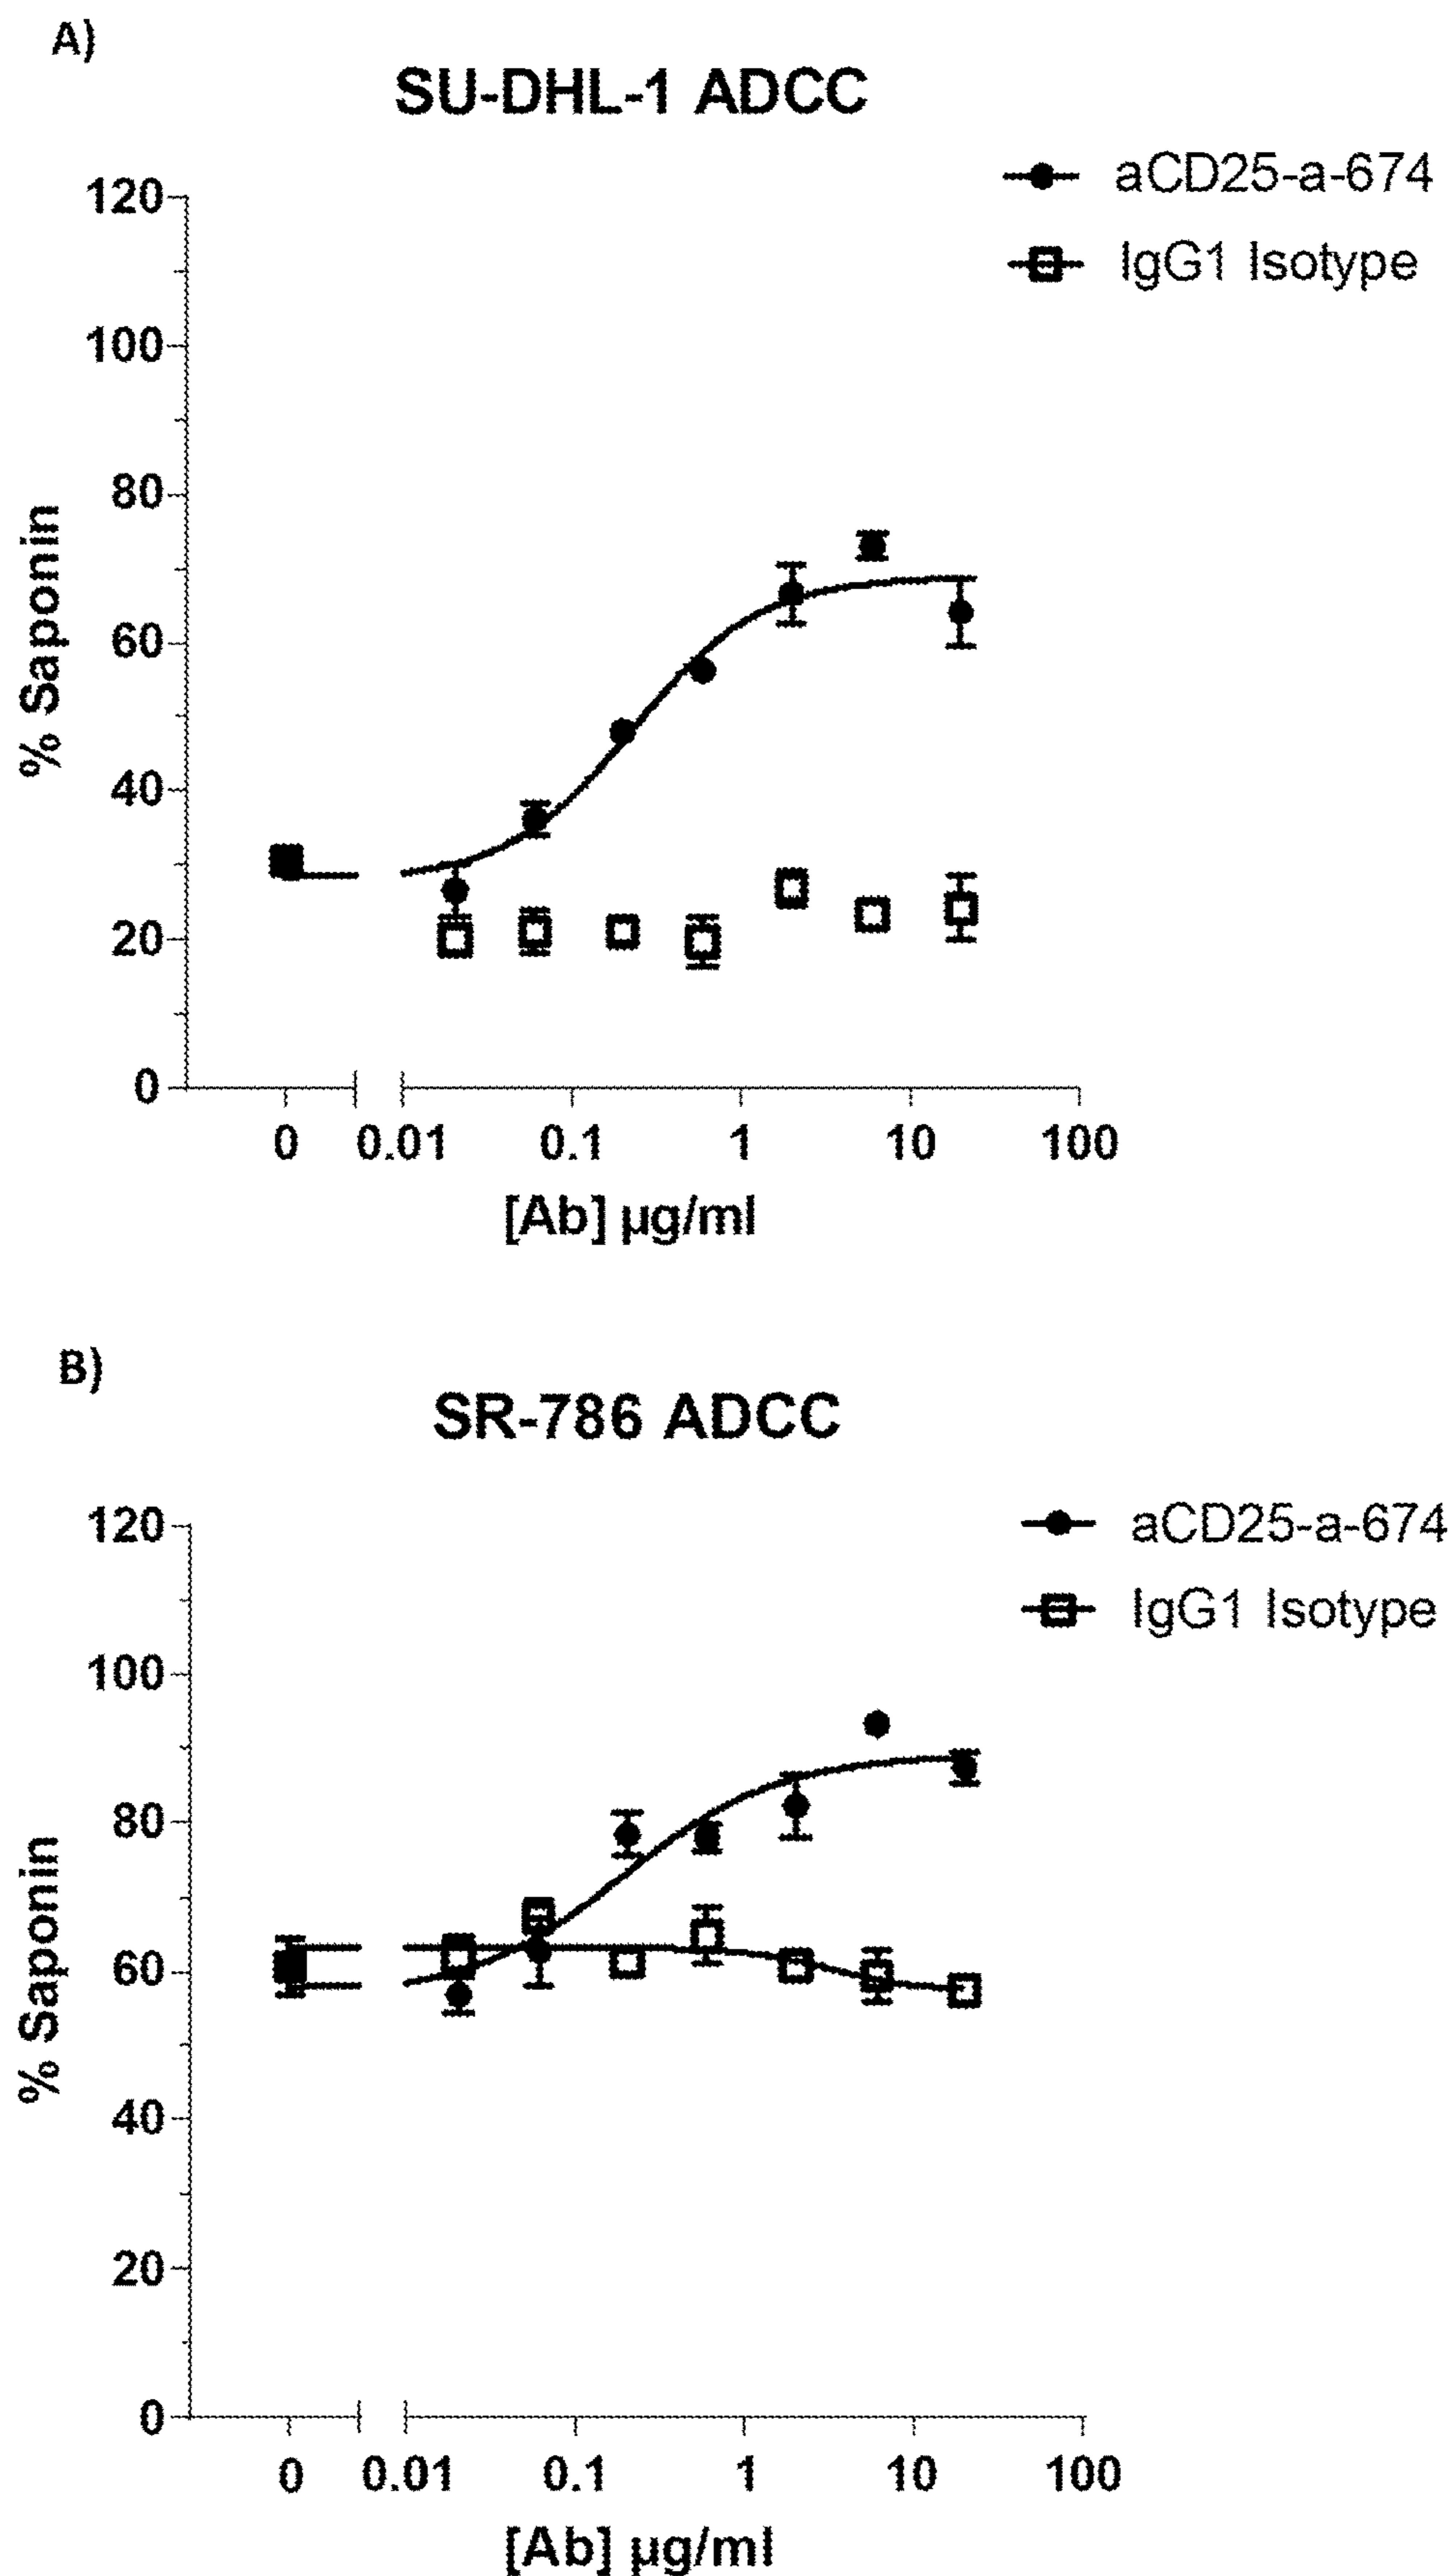 A)
SU-DHL-1 ADCC
aCD25-a-674
IgG1 Isotype
120
100
80
60
40
20
0
% Saponin
0 0.01 0.1 1 10 100
[Ab] µg/ml
B)
SR-786 ADCC
aCD25-a-674
IgG1 Isotype
120
100
80
60
40
20
0
% Saponin
0 0.01 0.1 1 10 100
[Ab] µg/ml